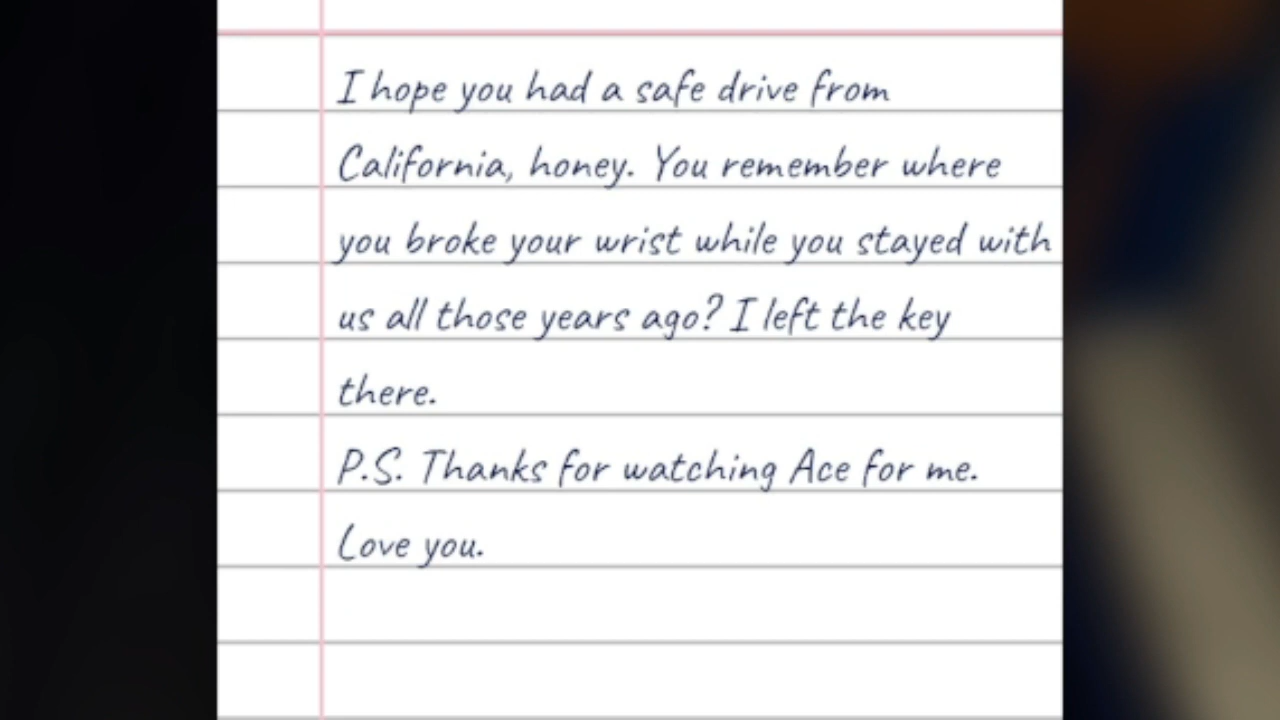 I hope you had a safe drive from
California, honey. You remember where
you broke your wrist while you stayed with
us all those years ago? I left the key
there.
P.S. Thanks for watching Ace for me.
Love you.